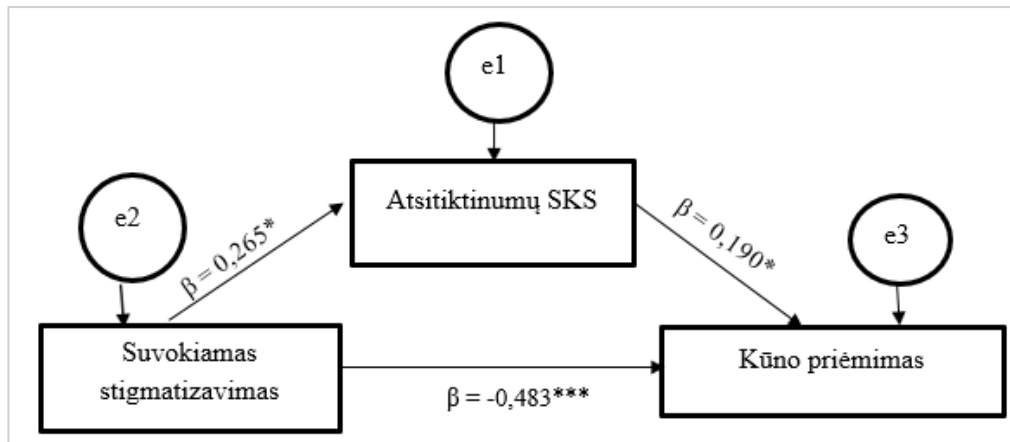 e1
Atsitiktinumų SKS
e2
e3
β = 0,265*
β = 0,190*
Suvokiamas
stigmatizavimas
Kūno priėmimas
β = -0,483***